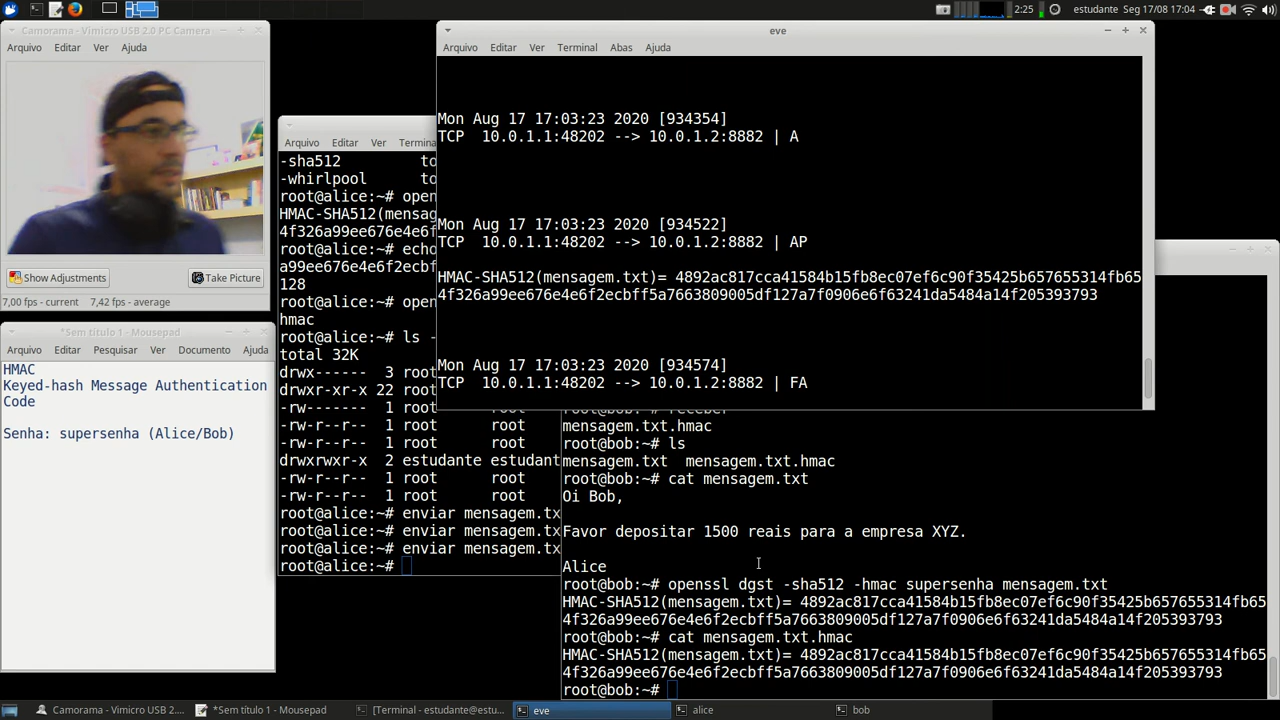 2:25 estudante Seg 17/08 17:04
Camorama - Vimicro USB 2.0 PC Camera
Arquivo Editar Ver Ajuda
Show Adjustments Take Picture
7,00 fps - current 7,42 fps - average
*Sem título 1 - Mousepad
Arquivo Editar Pesquisar Ver Documento Ajuda
HMAC
Keyed-hash Message Authentication
Code
Senha: supersenha (Alice/Bob)
Arquivo Editar Ver Termina
-sha512 to
-whirlpool to
root@alice:~# open
HMAC-SHA512(mensag
4f326a99ee676e4e6f
root@alice:~# echo
a99ee676e4e6f2ecbf
128
root@alice:~# open
hmac
root@alice:~# ls -
total 32K
drwx------ 3 root
drwxr-xr-x 22 root root
-rw------- 1 root root
-rw-r--r-- 1 root root
-rw-r--r-- 1 root root
drwxrwxr-x 2 estudante estudant
-rw-r--r-- 1 root root
-rw-r--r-- 1 root root
root@alice:~# enviar mensagem.tx
root@alice:~# enviar mensagem.tx
root@alice:~# enviar mensagem.tx
root@alice:~#
eve
Arquivo Editar Ver Terminal Abas Ajuda
Mon Aug 17 17:03:23 2020 [934354]
TCP 10.0.1.1:48202 --> 10.0.1.2:8882 | A
Mon Aug 17 17:03:23 2020 [934522]
TCP 10.0.1.1:48202 --> 10.0.1.2:8882 | AP
HMAC-SHA512(mensagem.txt)= 4892ac817cca41584b15fb8ec07ef6c90f35425b657655314fb65
4f326a99ee676e4e6f2ecbff5a7663809005df127a7f0906e6f63241da5484a14f205393793
Mon Aug 17 17:03:23 2020 [934574]
TCP 10.0.1.1:48202 --> 10.0.1.2:8882 | FA
mensagem.txt.hmac
root@bob:~# ls
mensagem.txt mensagem.txt.hmac
root@bob:~# cat mensagem.txt
Oi Bob,
Favor depositar 1500 reais para a empresa XYZ.
Alice
root@bob:~# openssl dgst -sha512 -hmac supersenha mensagem.txt
HMAC-SHA512(mensagem.txt)= 4892ac817cca41584b15fb8ec07ef6c90f35425b657655314fb65
4f326a99ee676e4e6f2ecbff5a7663809005df127a7f0906e6f63241da5484a14f205393793
root@bob:~# cat mensagem.txt.hmac
HMAC-SHA512(mensagem.txt)= 4892ac817cca41584b15fb8ec07ef6c90f35425b657655314fb65
4f326a99ee676e4e6f2ecbff5a7663809005df127a7f0906e6f63241da5484a14f205393793
root@bob:~#
Camorama - Vimicro USB 2.... *Sem título 1 - Mousepad [Terminal - estudante@estu... eve alice bob